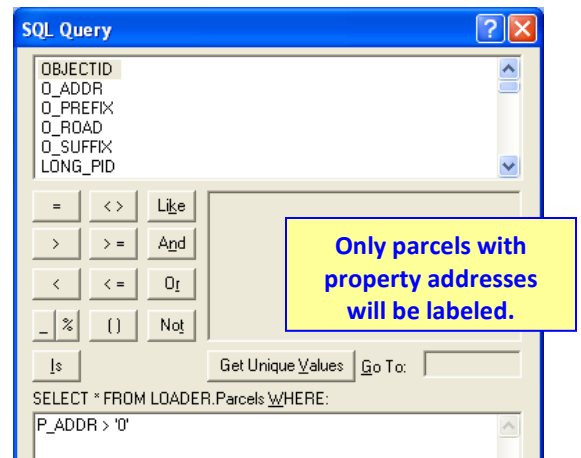 SQL Query
OBJECTID
O_ADDR
O_PREFIX
O_ROAD
O_SUFFIX
LONG_PID
= < > Like
> > = And
< < = Or
_ % ( ) Not
Is Get Unique Values Go To:
Only parcels with
property addresses
will be labeled.
SELECT * FROM LOADER.Parcels WHERE:
P_ADDR > '0'